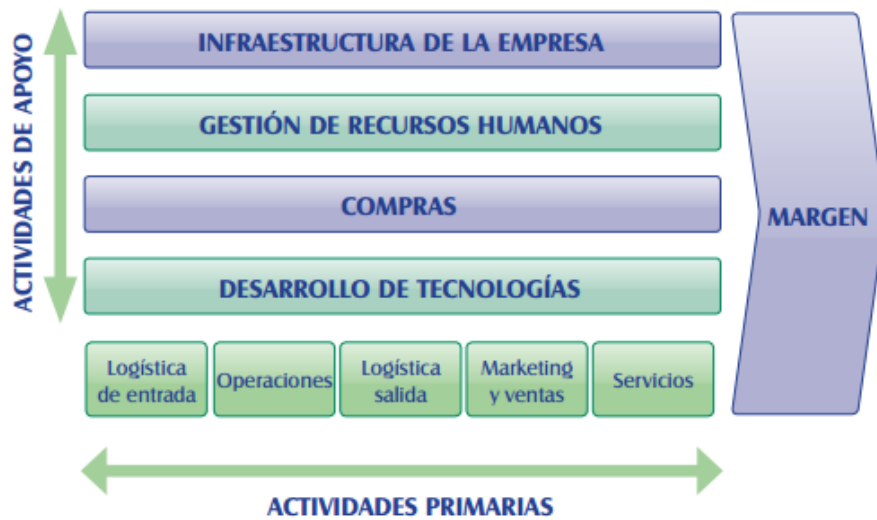 ACTIVIDADES DE APOYO
INFRAESTRUCTURA DE LA EMPRESA
GESTIÓN DE RECURSOS HUMANOS
COMPRAS
DESARROLLO DE TECNOLOGÍAS
MARGEN
Logística
de entrada
Operaciones
Logística
salida
Marketing
y ventas
Servicios
ACTIVIDADES PRIMARIAS